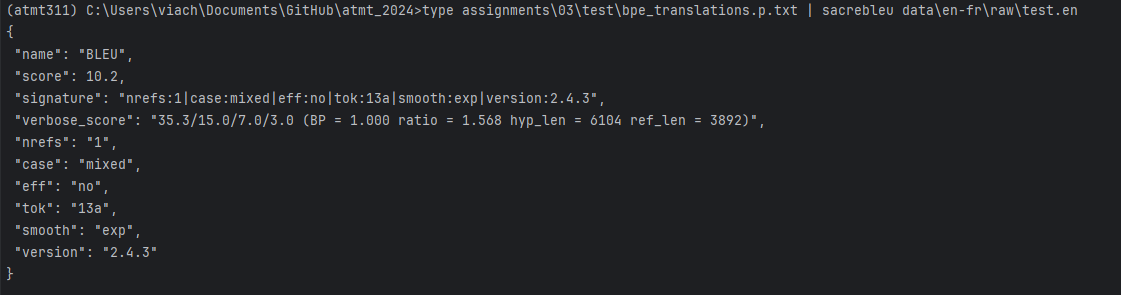 (atmt311) C:\Users\viach\Documents\GitHub\atmt_2024>type assignments\03\test\bpe_translations.p.txt | sacrebleu data\en-fr\raw\test.en
{
 "name": "BLEU",
 "score": 10.2,
 "signature": "nrefs:1|case:mixed|eff:no|tok:13a|smooth:exp|version:2.4.3",
 "verbose_score": "35.3/15.0/7.0/3.0 (BP = 1.000 ratio = 1.568 hyp_len = 6104 ref_len = 3892)",
 "nrefs": "1",
 "case": "mixed",
 "eff": "no",
 "tok": "13a",
 "smooth": "exp",
 "version": "2.4.3"
}